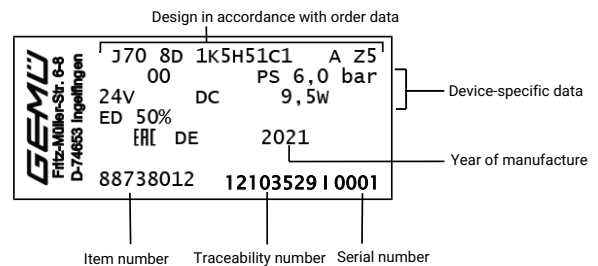 Design in accordance with order data
GEMÜ
Fritz-Müller-Str. 6-8
D-74653 Ingelfingen
J70 8D 1K5H51C1 A Z5
00 PS 6,0 bar
24V DC 9,5W
ED 50%
EAC DE 2021
88738012 12103529 I 0001
Device-specific data
Year of manufacture
Item number Traceability number Serial number